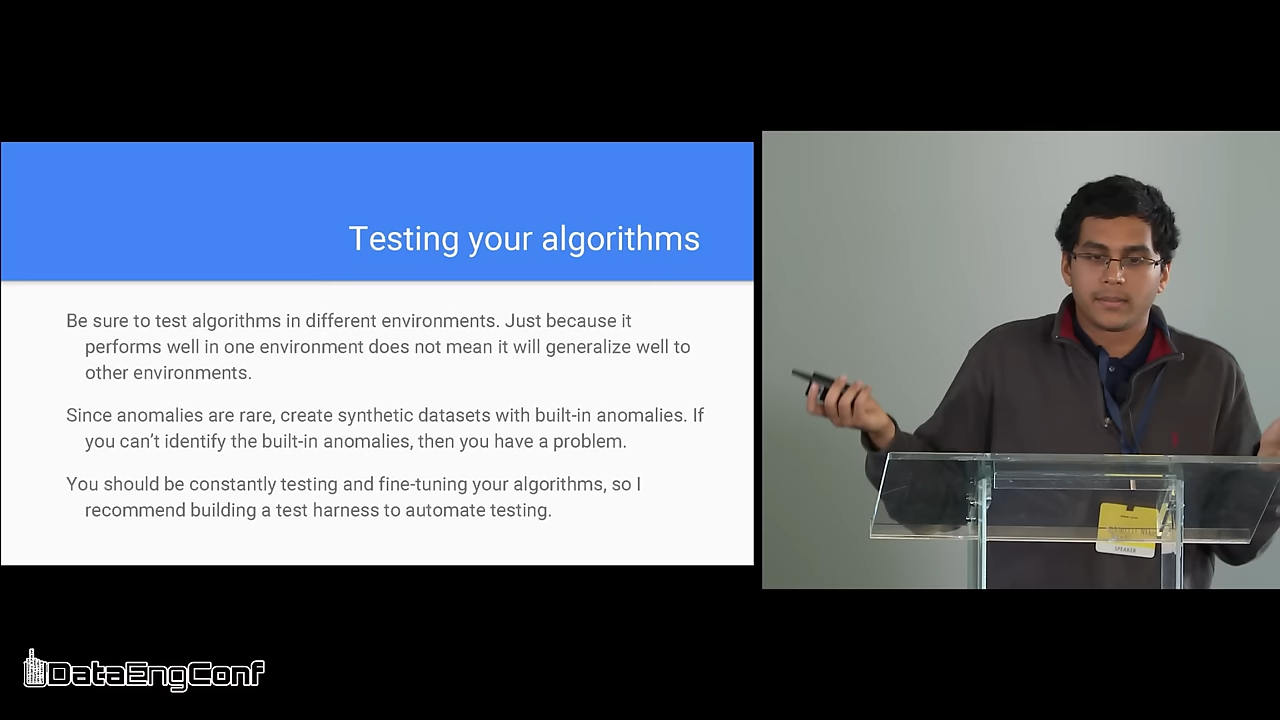 Testing your algorithms
Be sure to test algorithms in different environments. Just because it
performs well in one environment does not mean it will generalize well to
other environments.
Since anomalies are rare, create synthetic datasets with built-in anomalies. If
you can’t identify the built-in anomalies, then you have a problem.
You should be constantly testing and fine-tuning your algorithms, so I
recommend building a test harness to automate testing.
SPEAKER
DataEngConf